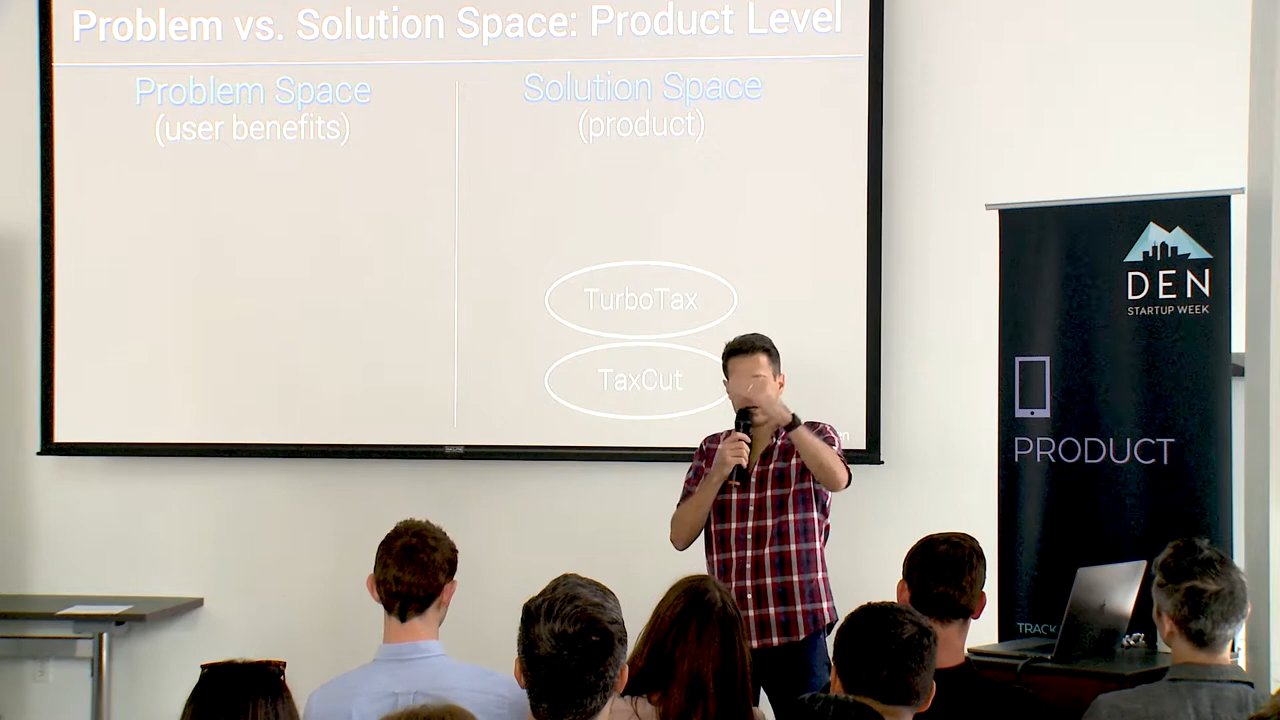 Problem vs. Solution Space: Product Level
Problem Space
(user benefits)
Solution Space
(product)
TurboTax
TaxCut
DEN
STARTUP WEEK
PRODUCT
TRACK